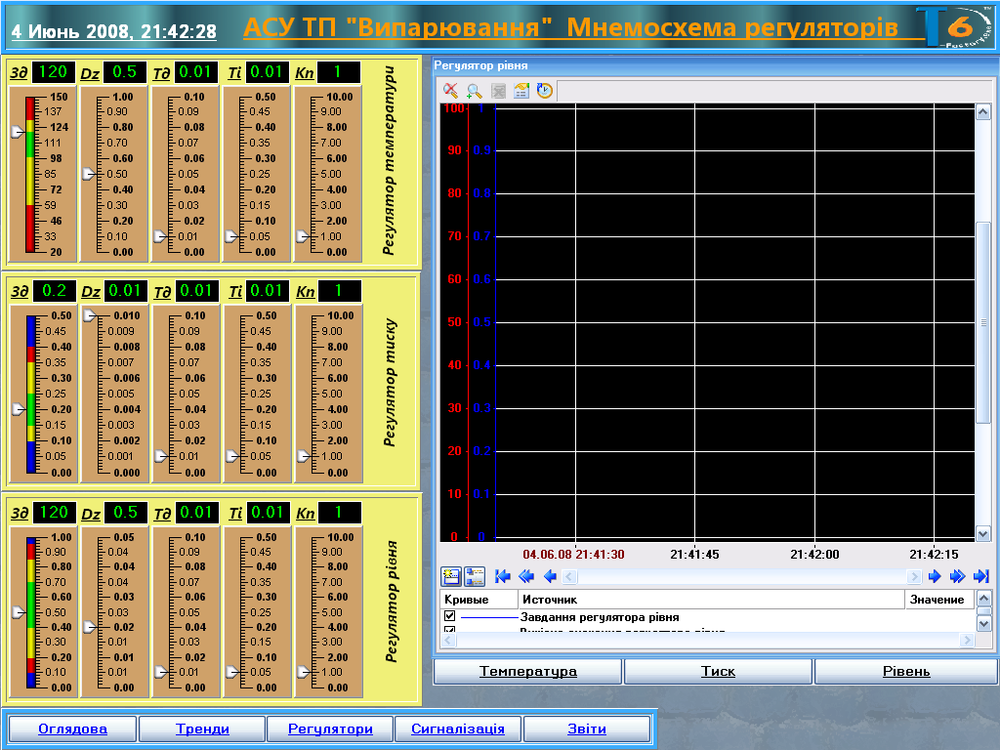 4 Июнь 2008, 21:42:28
АСУ ТП "Випарювання" Мнемосхема регуляторів
T6
Factory
Зд 120 Dz 0.5 Тд 0.01 Ti 0.01 Кп 1
150 1.00 0.10 0.50 10.00
137 0.90 0.09 0.45 9.00
124 0.80 0.08 0.40 8.00
111 0.70 0.07 0.35 7.00
98 0.60 0.06 0.30 6.00
85 0.50 0.05 0.25 5.00
72 0.40 0.04 0.20 4.00
59 0.30 0.03 0.15 3.00
46 0.20 0.02 0.10 2.00
33 0.10 0.01 0.05 1.00
20 0.00 0.00 0.00 0.00
Регулятор температури
Зд 0.2 Dz 0.01 Тд 0.01 Ti 0.01 Кп 1
0.50 0.010 0.10 0.50 10.00
0.45 0.009 0.09 0.45 9.00
0.40 0.008 0.08 0.40 8.00
0.35 0.007 0.07 0.35 7.00
0.30 0.006 0.06 0.30 6.00
0.25 0.005 0.05 0.25 5.00
0.20 0.004 0.04 0.20 4.00
0.15 0.003 0.03 0.15 3.00
0.10 0.002 0.02 0.10 2.00
0.05 0.001 0.01 0.05 1.00
0.00 0.000 0.00 0.00 0.00
Регулятор тиску
Зд 120 Dz 0.5 Тд 0.01 Ti 0.01 Кп 1
1.00 0.05 0.10 0.50 10.00
0.90 0.04 0.09 0.45 9.00
0.80 0.04 0.08 0.40 8.00
0.70 0.04 0.07 0.35 7.00
0.60 0.03 0.06 0.30 6.00
0.50 0.03 0.05 0.25 5.00
0.40 0.02 0.04 0.20 4.00
0.30 0.01 0.03 0.15 3.00
0.20 0.01 0.02 0.10 2.00
0.10 0.01 0.01 0.05 1.00
0.00 0.00 0.00 0.00 0.00
Регулятор рівня
Регулятор рівня
100 1
90 0.9
80 0.8
70 0.7
60 0.6
50 0.5
40 0.4
30 0.3
20 0.2
10 0.1
0 0
04.06.08 21:41:30 21:41:45 21:42:00 21:42:15
Кривые Источник Значение
Завдання регулятора рівня
Температура Тиск Рівень
Оглядова Тренди Регулятори Сигналізація Звіти